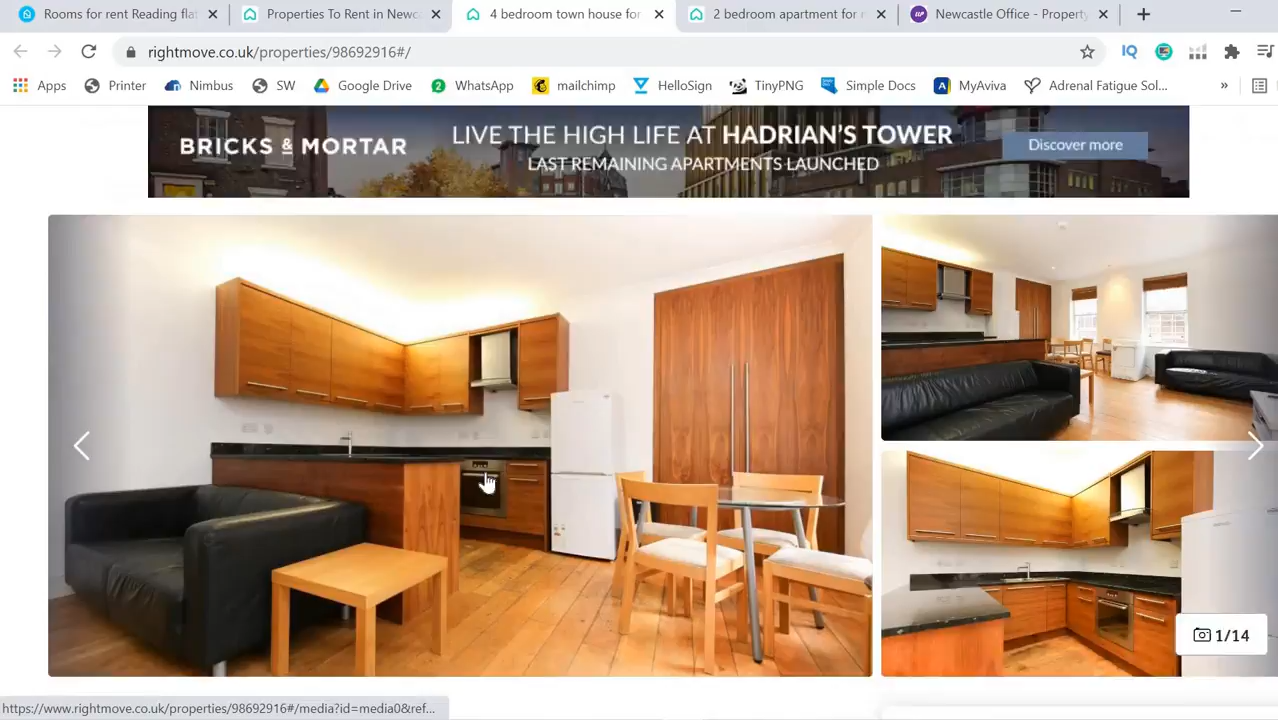 Rooms for rent Reading fla
Properties To Rent in Newc
4 bedroom town house for
2 bedroom apartment for r
Newcastle Office - Property
rightmove.co.uk/properties/98692916#/
IQ
Apps
Printer
Nimbus
SW
Google Drive
2
WhatsApp
mailchimp
HelloSign
TinyPNG
Simple Docs
A
MyAviva
Adrenal Fatigue Sol...
»
BRICKS & MORTAR
LIVE THE HIGH LIFE AT HADRIAN'S TOWER
LAST REMAINING APARTMENTS LAUNCHED
Discover more
1/14
https://www.rightmove.co.uk/properties/98692916#/media?id=media0&ref...